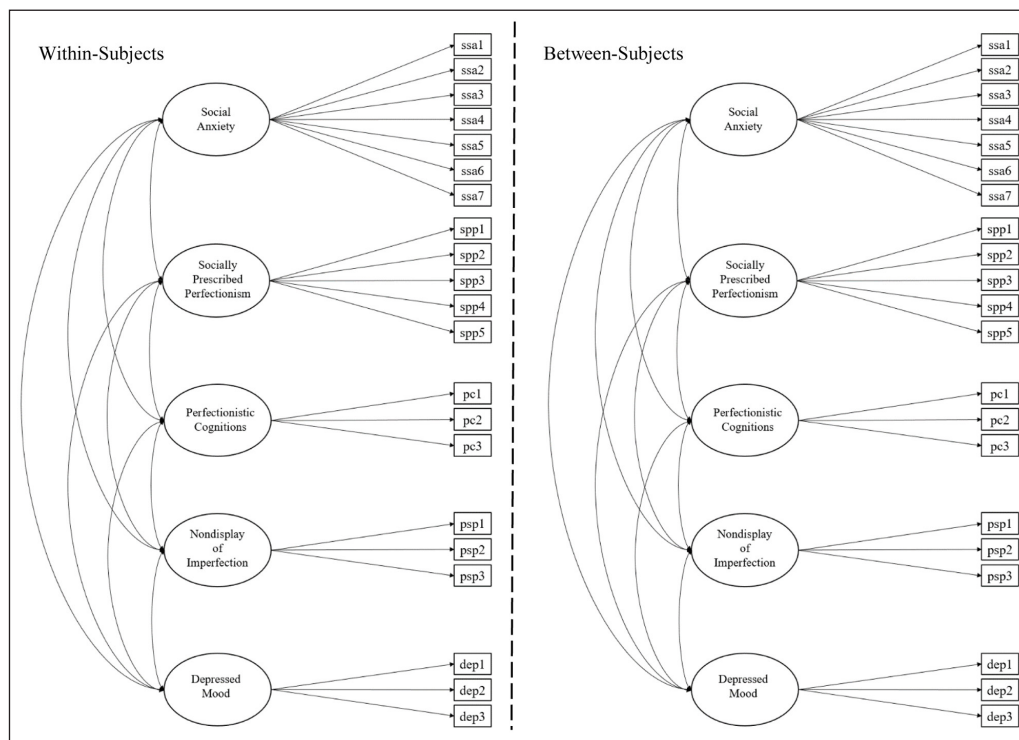 Within-Subjects
Social
Anxiety
ssa1
ssa2
ssa3
ssa4
ssa5
ssa6
ssa7
Socially
Prescribed
Perfectionism
spp1
spp2
spp3
spp4
spp5
Perfectionistic
Cognitions
pc1
pc2
pc3
Nondisplay
of
Imperfection
psp1
psp2
psp3
Depressed
Mood
dep1
dep2
dep3
Between-Subjects
Social
Anxiety
ssa1
ssa2
ssa3
ssa4
ssa5
ssa6
ssa7
Socially
Prescribed
Perfectionism
spp1
spp2
spp3
spp4
spp5
Perfectionistic
Cognitions
pc1
pc2
pc3
Nondisplay
of
Imperfection
psp1
psp2
psp3
Depressed
Mood
dep1
dep2
dep3